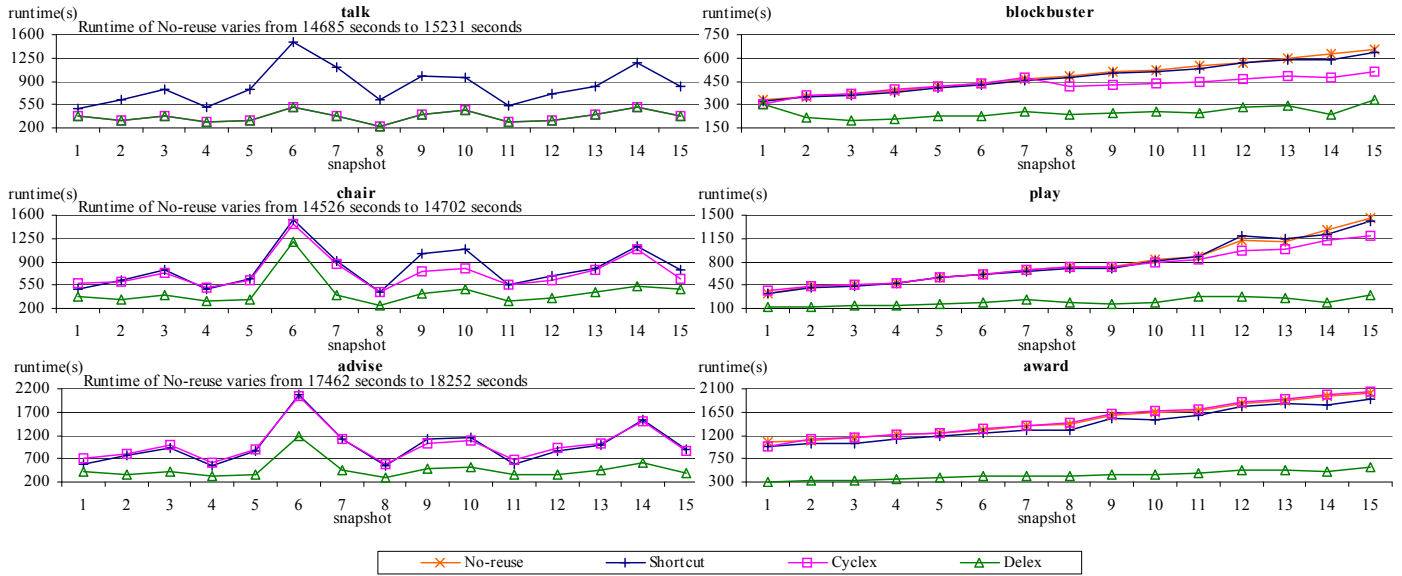 runtime(s)
talk
Runtime of No-reuse varies from 14685 seconds to 15231 seconds
1600
1250
900
550
200
1 2 3 4 5 6 7 8 9 10 11 12 13 14 15
snapshot
runtime(s)
blockbuster
750
600
450
300
150
1 2 3 4 5 6 7 8 9 10 11 12 13 14 15
snapshot
runtime(s)
chair
Runtime of No-reuse varies from 14526 seconds to 14702 seconds
1600
1250
900
550
200
1 2 3 4 5 6 7 8 9 10 11 12 13 14 15
snapshot
runtime(s)
play
1500
1150
800
450
100
1 2 3 4 5 6 7 8 9 10 11 12 13 14 15
snapshot
runtime(s)
advise
Runtime of No-reuse varies from 17462 seconds to 18252 seconds
2200
1700
1200
700
200
1 2 3 4 5 6 7 8 9 10 11 12 13 14 15
snapshot
runtime(s)
award
2100
1650
1200
750
300
1 2 3 4 5 6 7 8 9 10 11 12 13 14 15
snapshot
No-reuse Shortcut Cyclex Delex